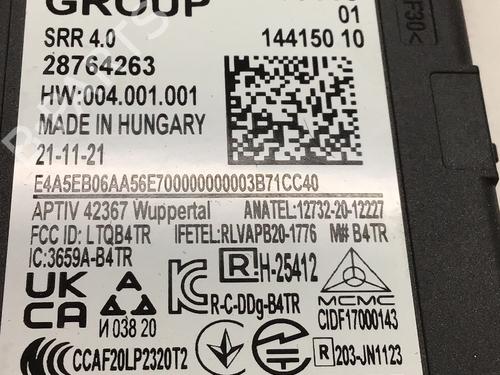 GROUP
01
SRR 4.0
144150 10
28764263
HW:004.001.001
MADE IN HUNGARY
21-11-21
E4A5EB06AA56E700000000003B71CC40
APTIV 42367 Wuppertal
ANATEL:12732-20-12227
FCC ID: LTQB4TR
IFETEL:RLVAPB20-1776
M# B4TR
IC:3659A-B4TR
R H-25412
UK
CA
И 038 20
R-C-DDg-B4TR
MCMC
CIDF17000143
CCAF20LP2320T2
R 203-JN1123
F30<